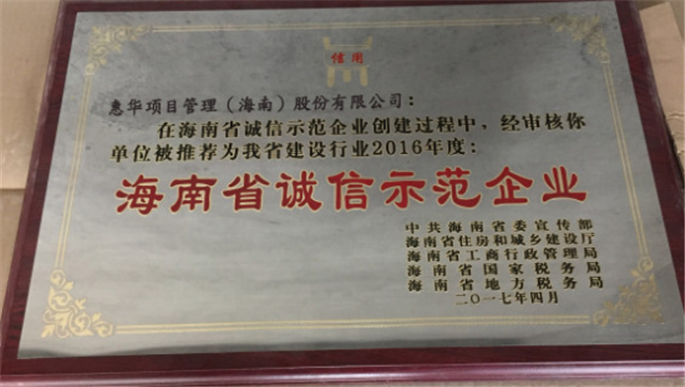 信用
惠华项目管理（海南）股份有限公司：
在海南省诚信示范企业创建过程中，经审核你
单位被推荐为我省建设行业2016年度：
海南省诚信示范企业
中共海南省委宣传部
海南省住房和城乡建设厅
海南省工商行政管理局
海南省国家税务局
海南省地方税务局
二〇一七年四月